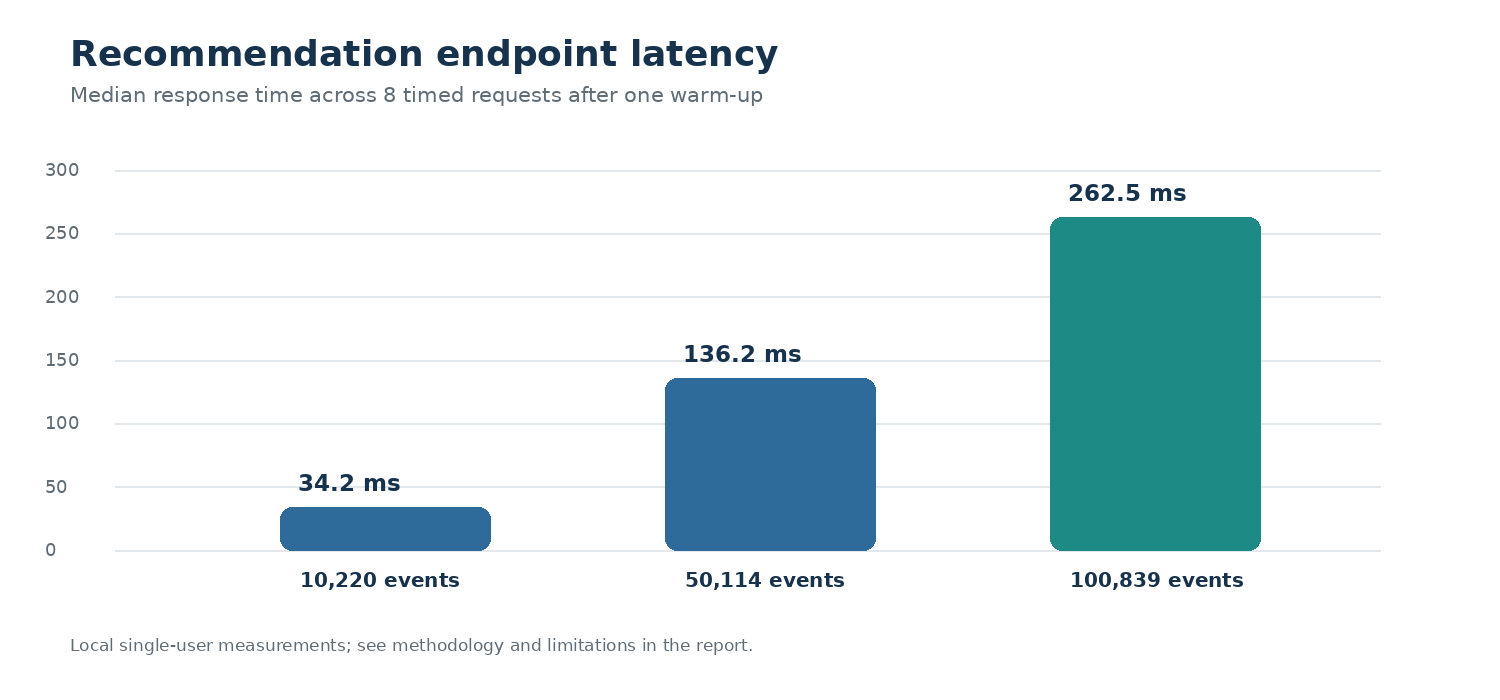 Recommendation endpoint latency
Median response time across 8 timed requests after one warm-up
300
262.5 ms
250
200
150
136.2 ms
100
50
34.2 ms
0
10,220 events
50,114 events
100,839 events
Local single-user measurements; see methodology and limitations in the report.